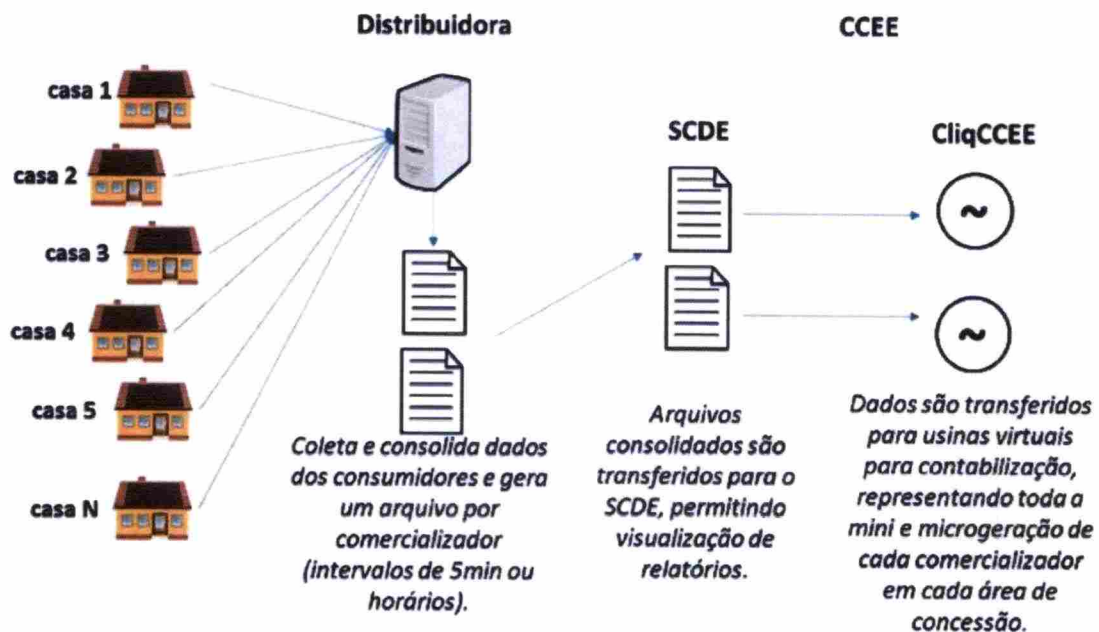 Distribuidora
CCEE
casa 1
casa 2
casa 3
casa 4
casa 5
casa N
SCDE
CliqCCEE
~
~
Coleta e consolida dados
dos consumidores e gera
um arquivo por
comercializador
(intervalos de 5min ou
horários).
Arquivos
consolidados são
transferidos para o
SCDE, permitindo
visualização de
relatórios.
Dados são transferidos
para usinas virtuais
para contabilização,
representando toda a
mini e microgeração de
cada comercializador
em cada área de
concessão.